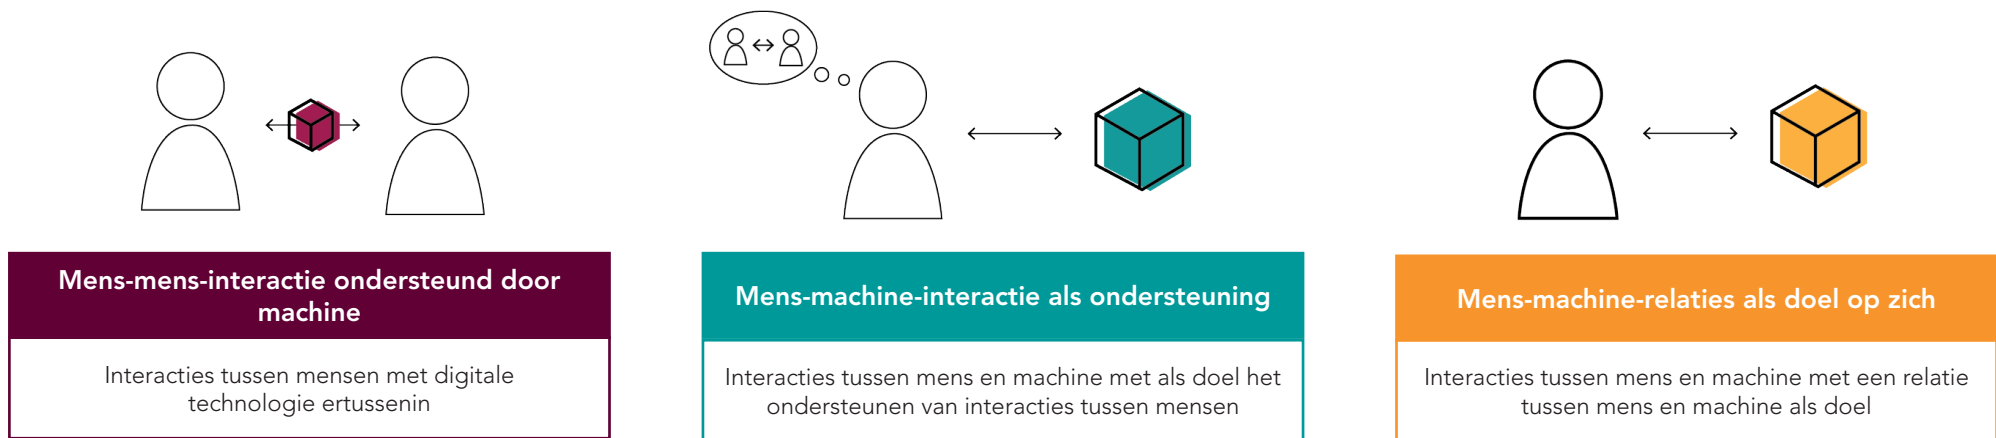 Mens-mens-interactie ondersteund door
machine
Interacties tussen mensen met digitale
technologie ertussenin
Mens-machine-interactie als ondersteuning
Interacties tussen mens en machine met als doel het
ondersteunen van interacties tussen mensen
Mens-machine-relaties als doel op zich
Interacties tussen mens en machine met een relatie
tussen mens en machine als doel